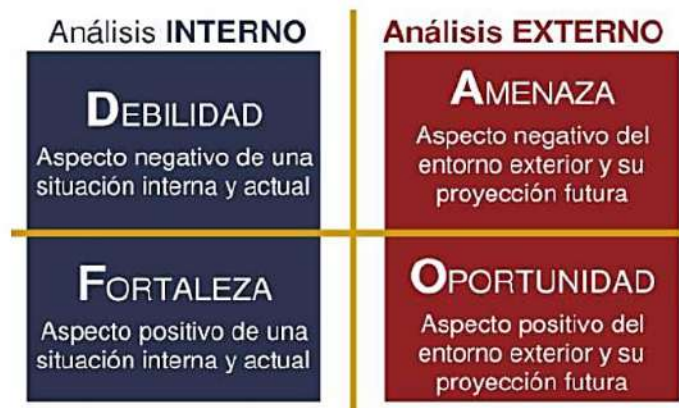 Análisis INTERNO
DEBILIDAD
Aspecto negativo de una
situación interna y actual
FORTALEZA
Aspecto positivo de una
situación interna y actual
Análisis EXTERNO
AMENAZA
Aspecto negativo del
entorno exterior y su
proyección futura
OPORTUNIDAD
Aspecto positivo del
entorno exterior y su
proyección futura